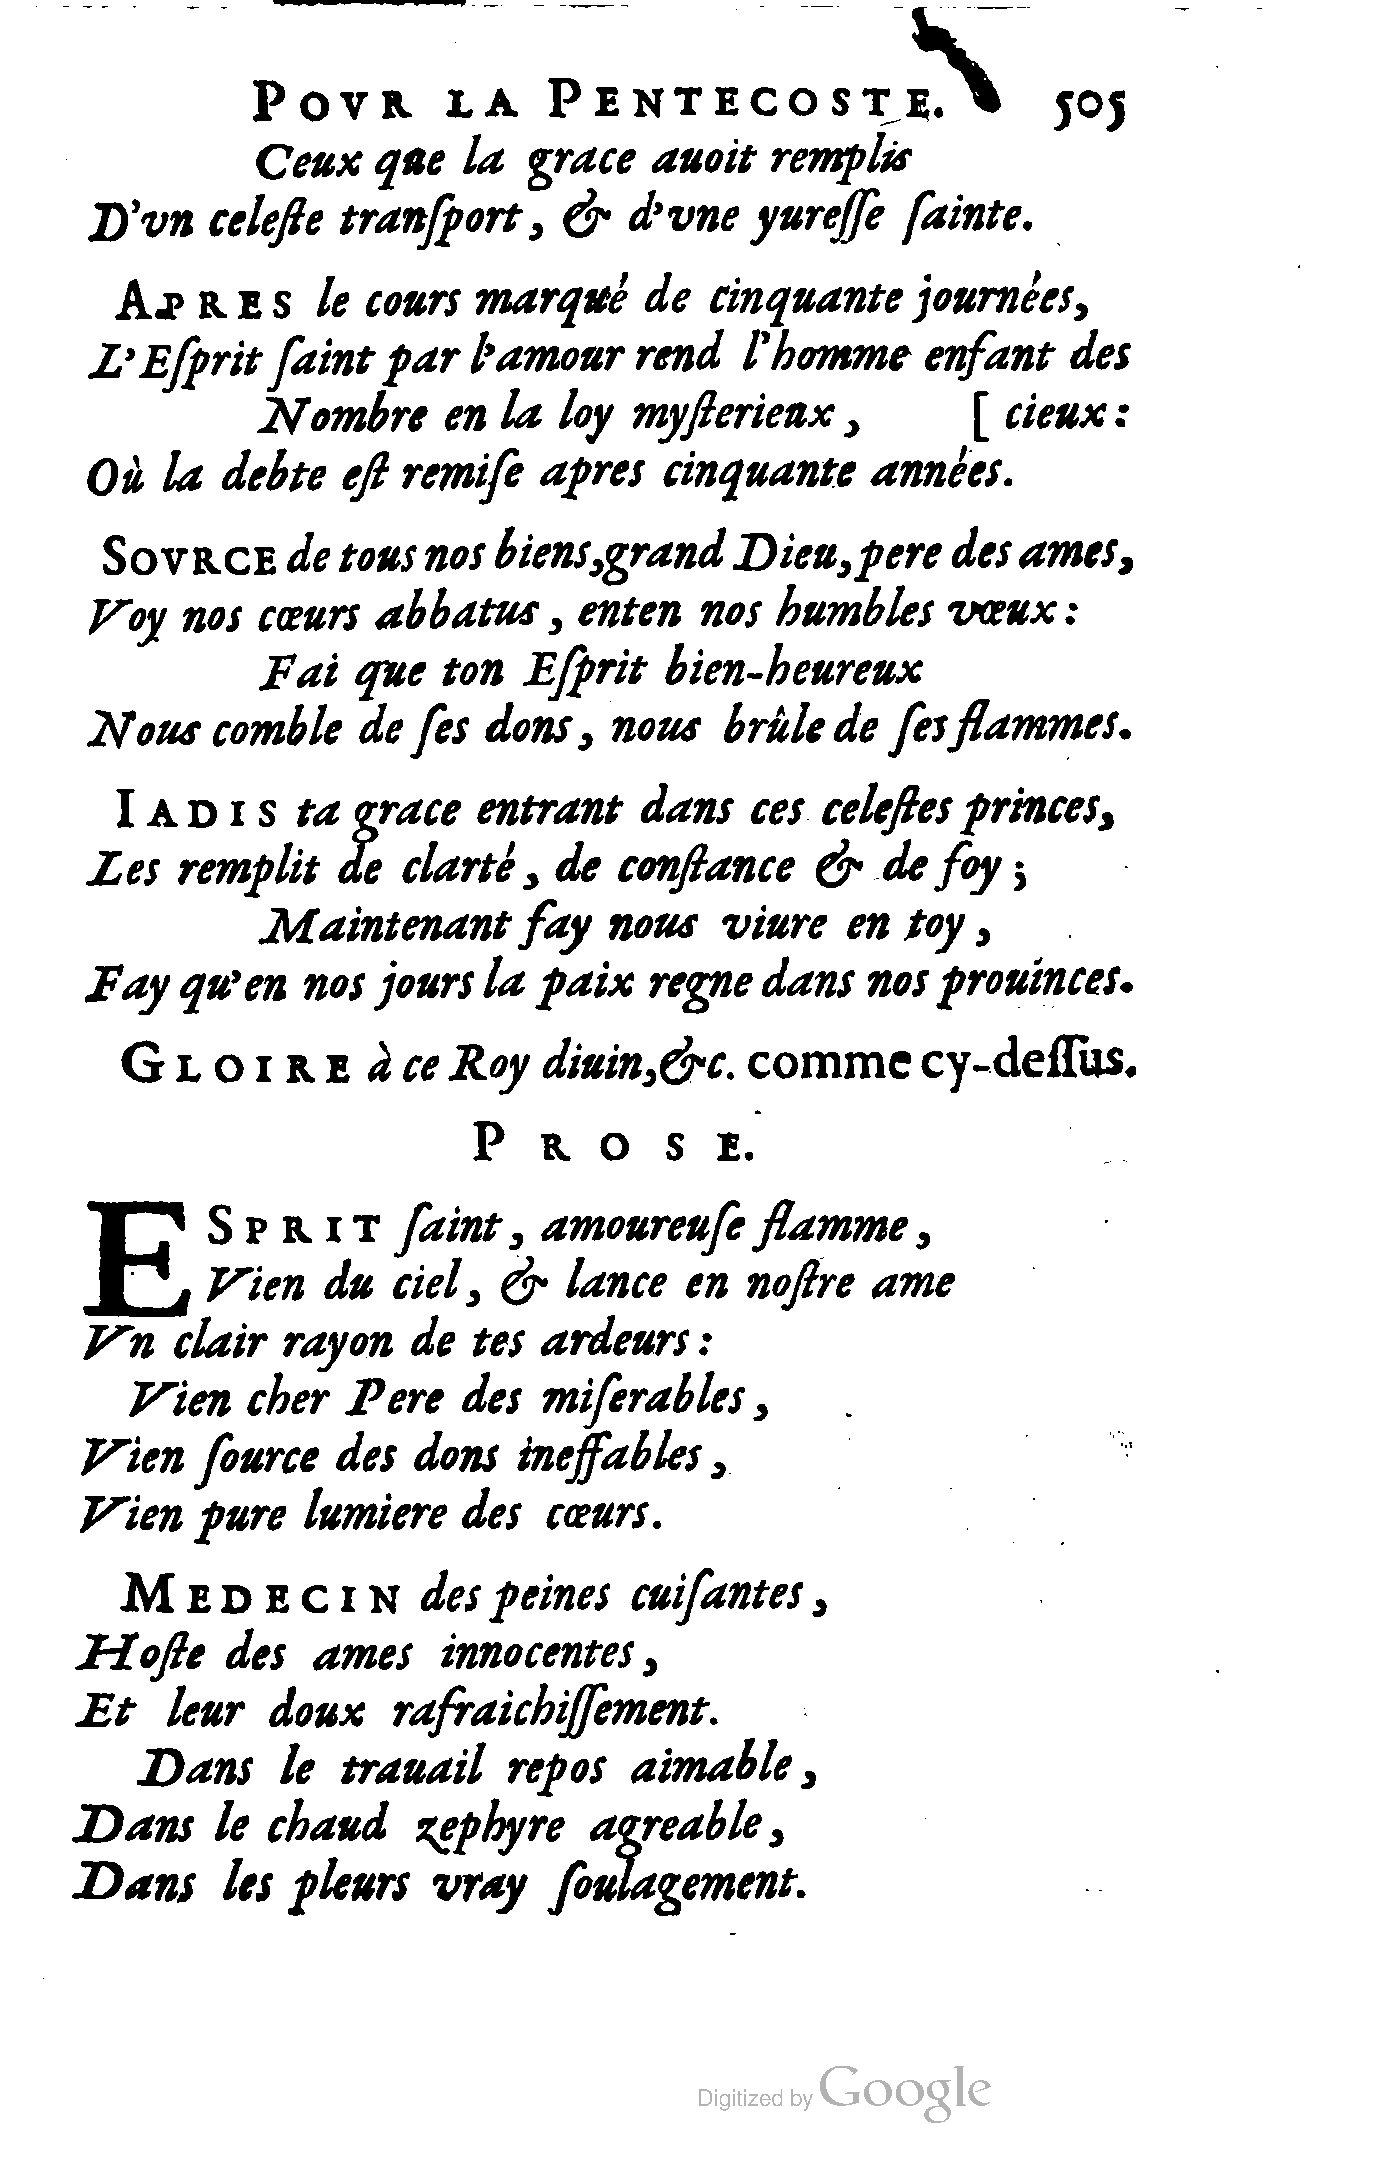 POVR LA PENTECOSTE. 505
Ceux que la grace auoit remplis
D'vn celeſte tranſport, & d'vne yureſſe ſainte.
APRES le cours marqué de cinquante journées,
L'Eſprit ſaint par l'amour rend l'homme enfant des
Nombre en la loy myſterieux, [cieux:
Où la debte eſt remiſe apres cinquante années.
SOVRCE de tous nos biens, grand Dieu, pere des ames,
Voy nos cœurs abbatus, enten nos humbles vœux:
Fai que ton Eſprit bien-heureux
Nous comble de ſes dons, nous brûle de ſes flammes.
IADIS ta grace entrant dans ces celeſtes princes,
Les remplit de clarté, de conſtance & de foy;
Maintenant fay nous viure en toy,
Fay qu'en nos jours la paix regne dans nos prouinces.
GLOIRE à ce Roy diuin, &c. comme cy-deſſus.
PROSE.
ESPRIT ſaint, amoureuſe flamme,
Vien du ciel, & lance en noſtre ame
Vn clair rayon de tes ardeurs:
Vien cher Pere des miſerables,
Vien ſource des dons ineffables,
Vien pure lumiere des cœurs.
MEDECIN des peines cuiſantes,
Hoſte des ames innocentes,
Et leur doux rafraichiſſement.
Dans le trauail repos aimable,
Dans le chaud zephyre agreable,
Dans les pleurs vray ſoulagement.
Digitized by Google